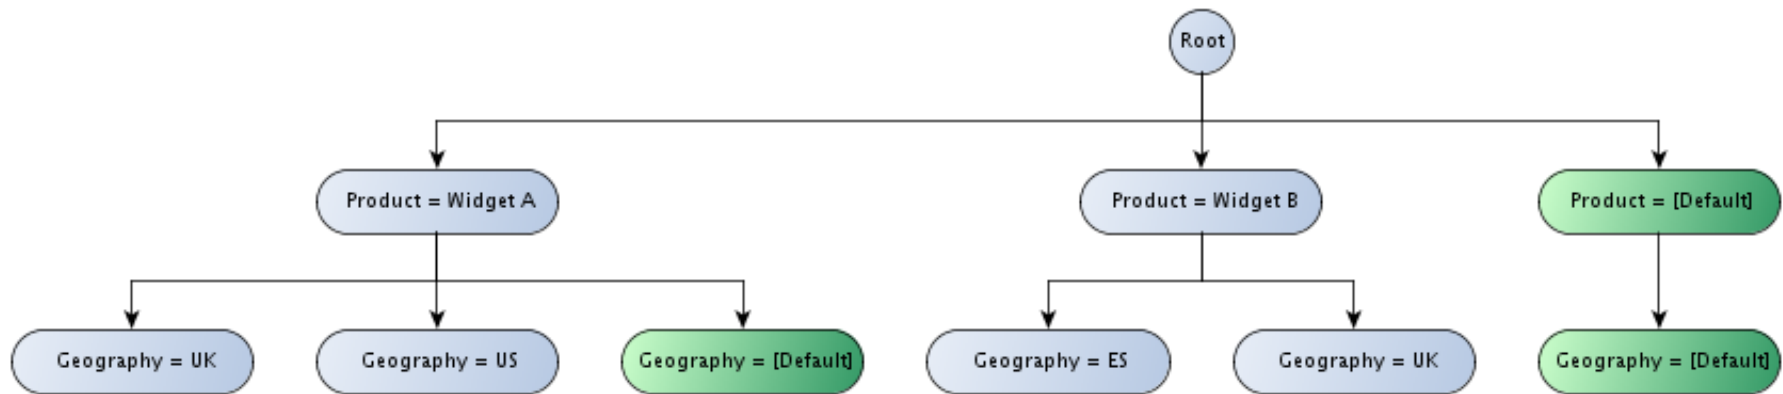 Root
Product = Widget A
Product = Widget B
Product = [Default]
Geography = UK
Geography = US
Geography = [Default]
Geography = ES
Geography = UK
Geography = [Default]